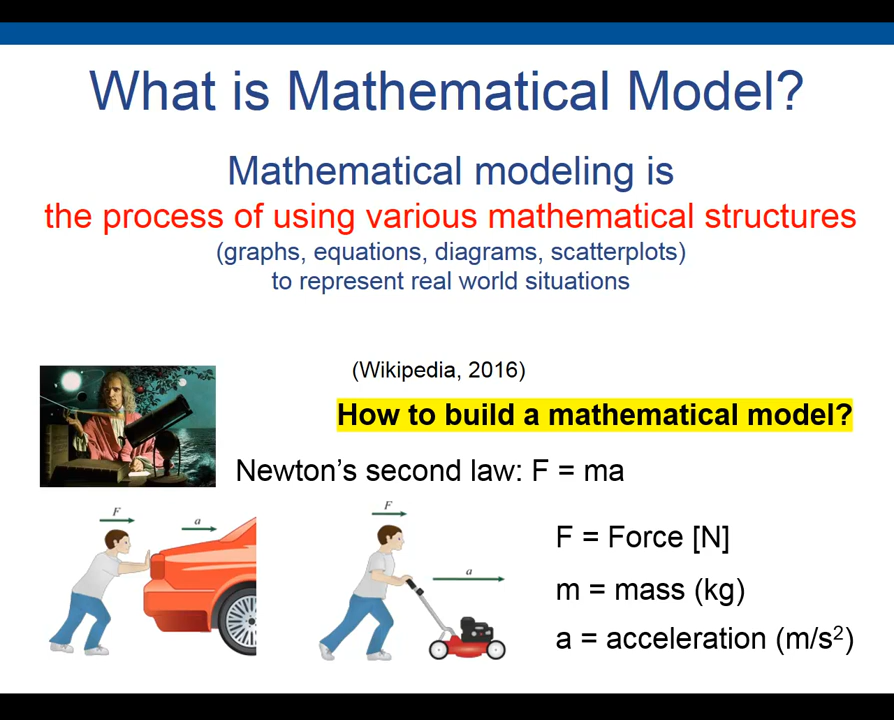 What is Mathematical Model?
Mathematical modeling is
the process of using various mathematical structures
(graphs, equations, diagrams, scatterplots)
to represent real world situations
(Wikipedia, 2016)
How to build a mathematical model?
Newton's second law: F = ma
F
a
F
a
F = Force [N]
m = mass (kg)
a = acceleration (m/s²)